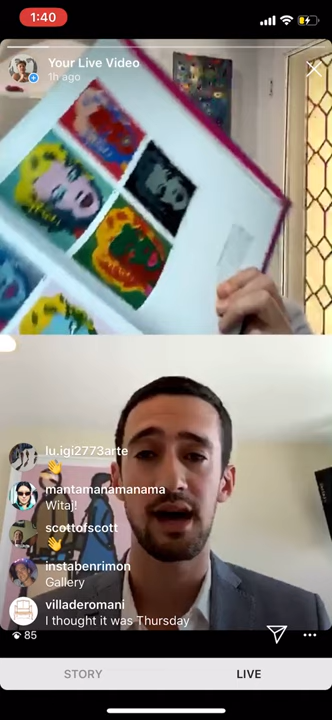 1:40
Your Live Video
1h ago
lu.igi2773arte
👋
mantamanamanama
Witaj!
scottofscott
👋
instabenrimon
Gallery
villaderomani
I thought it was Thursday
85
STORY
LIVE